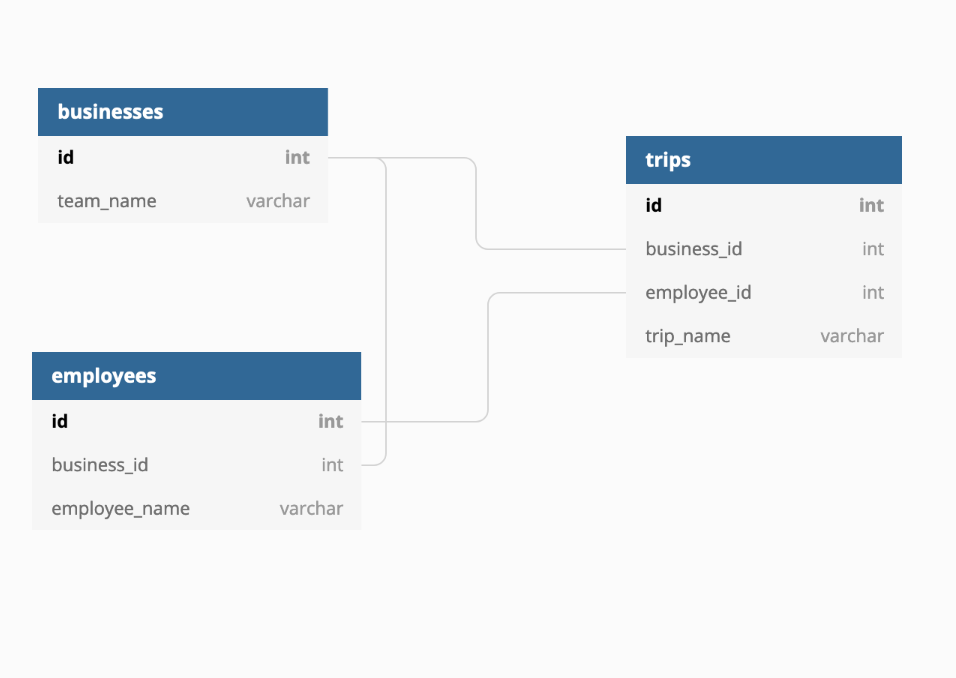 businesses
id int
team_name varchar
trips
id int
business_id int
employee_id int
trip_name varchar
employees
id int
business_id int
employee_name varchar